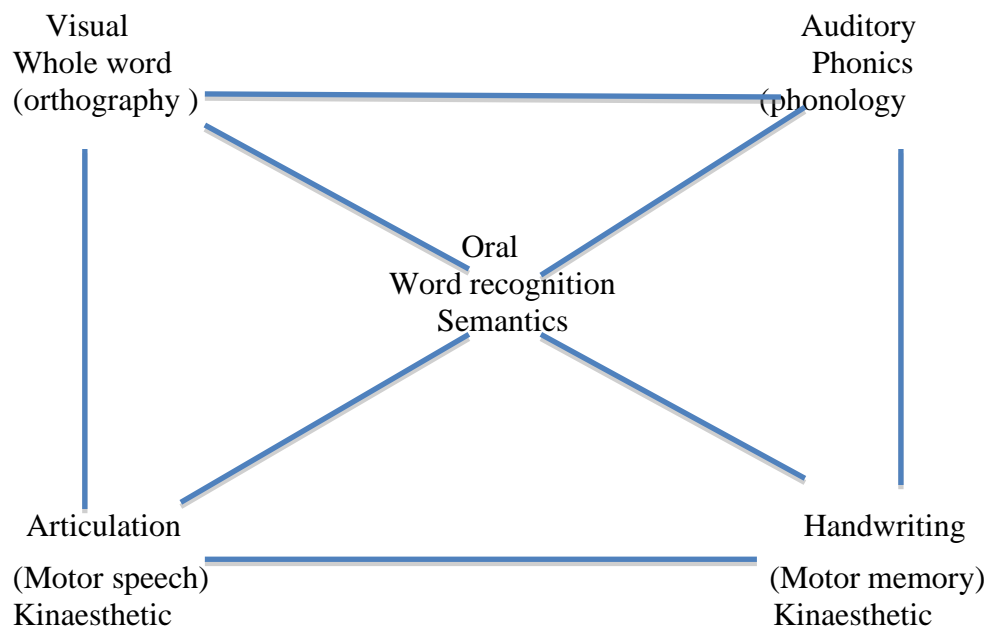 Visual
Whole word
(orthography )
Auditory
Phonics
(phonology
Oral
Word recognition
Semantics
Articulation
(Motor speech)
Kinaesthetic
Handwriting
(Motor memory)
Kinaesthetic